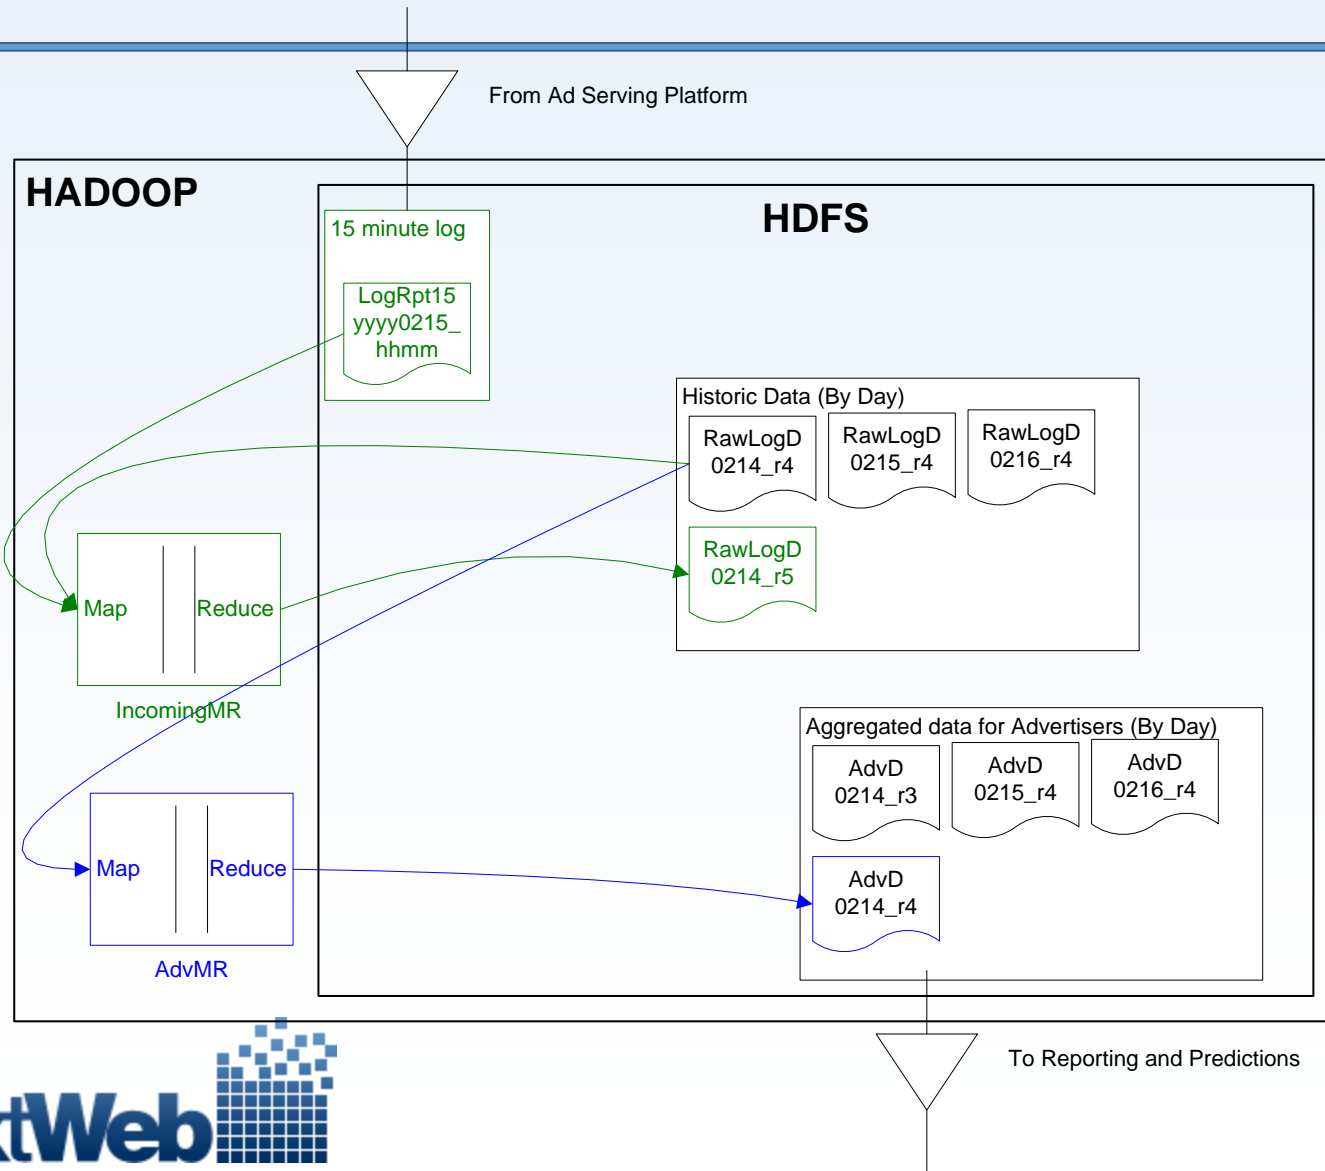 From Ad Serving Platform
HADOOP
HDFS
15 minute log
LogRpt15
yyyy0215_
hhmm
Historic Data (By Day)
RawLogD
0214_r4
RawLogD
0215_r4
RawLogD
0216_r4
RawLogD
0214_r5
Map
Reduce
IncomingMR
Aggregated data for Advertisers (By Day)
AdvD
0214_r3
AdvD
0215_r4
AdvD
0216_r4
AdvD
0214_r4
Map
Reduce
AdvMR
To Reporting and Predictions
tWeb